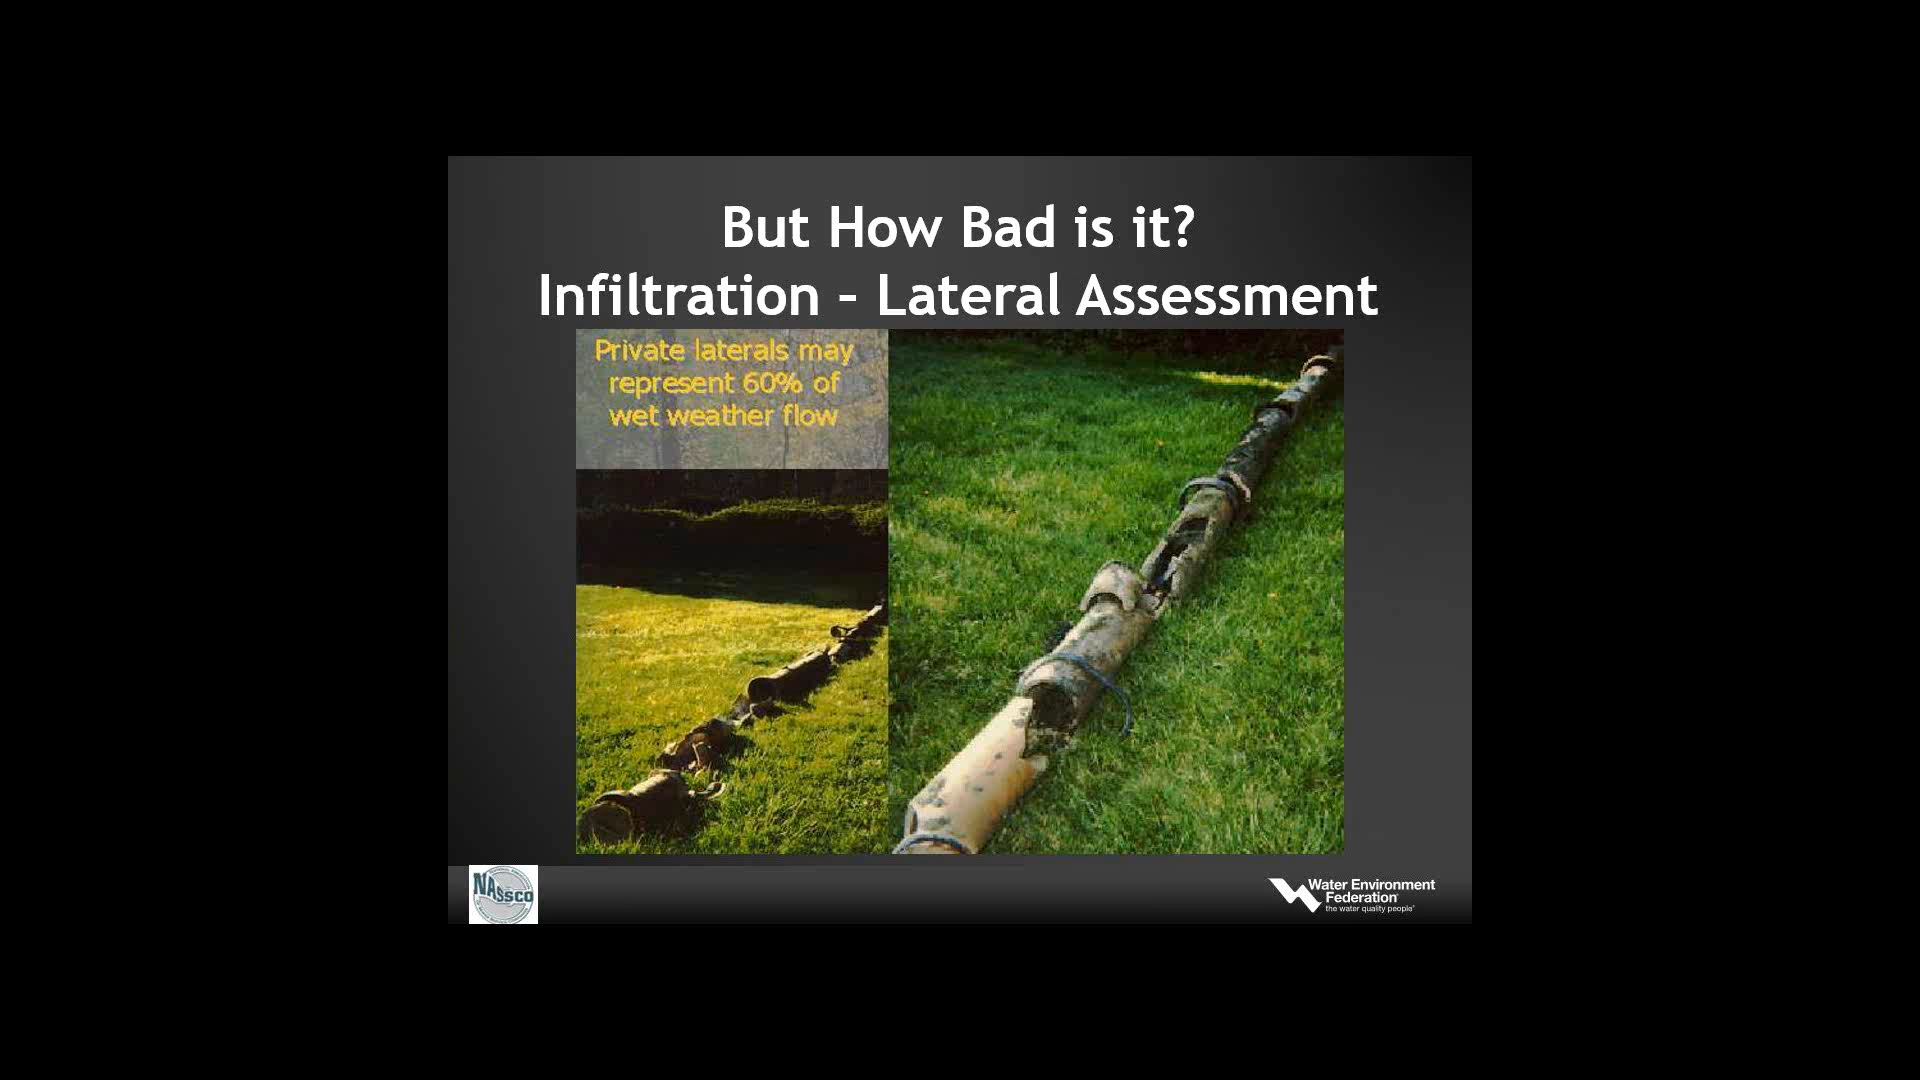 But How Bad is it?
Infiltration – Lateral Assessment
Private laterals may
represent 60% of
wet weather flow
NASSCO
Water Environment
Federation
the water quality people